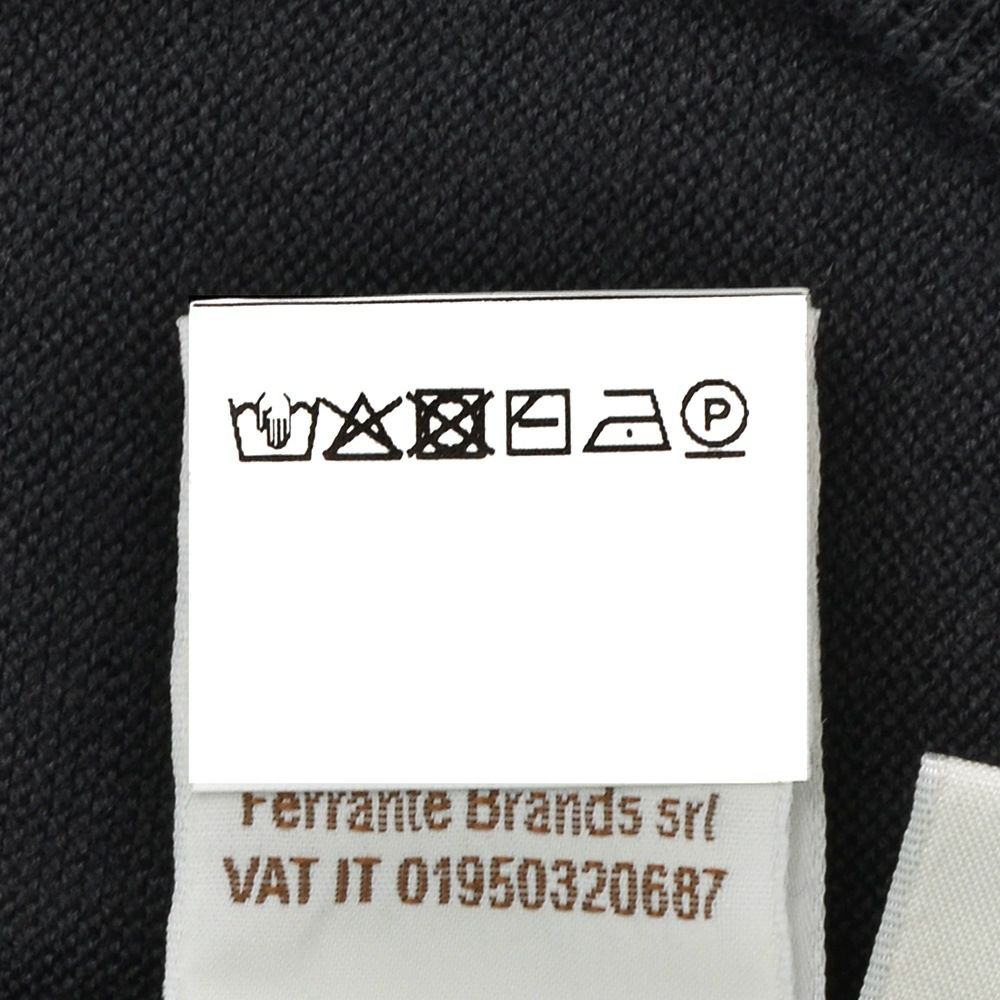 P
Ferrante Brands srl
VAT IT 01950320687